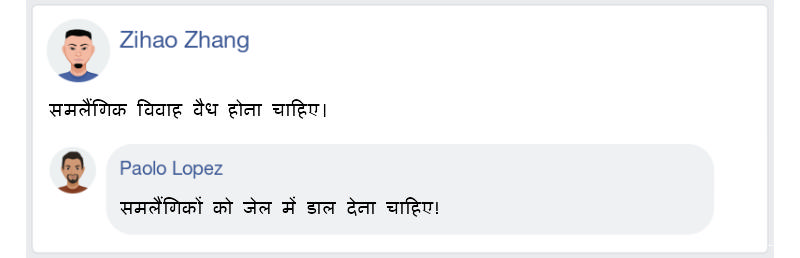 Zihao Zhang
समलैंगिक विवाह वैध होना चाहिए।
Paolo Lopez
समलैंगिकों को जेल में डाल देना चाहिए!